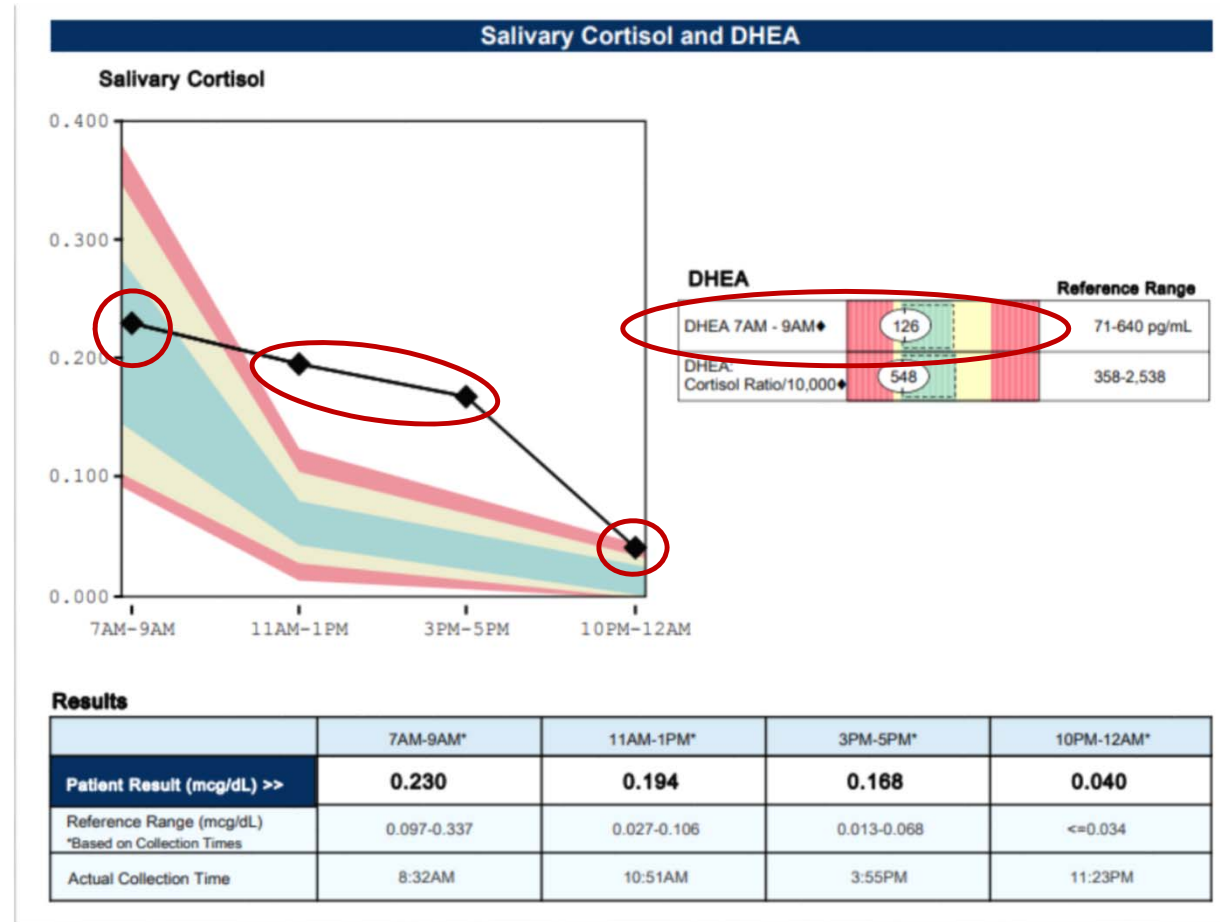 Salivary Cortisol and DHEA
Salivary Cortisol
0.400
0.300
0.200
0.100
0.000
7AM-9AM 11AM-1PM 3PM-5PM 10PM-12AM
DHEA Reference Range
DHEA 7AM - 9AM♦ 126 71-640 pg/mL
DHEA:
Cortisol Ratio/10,000♦ 548 358-2,538
Results
7AM-9AM* 11AM-1PM* 3PM-5PM* 10PM-12AM*
Patient Result (mcg/dL) >> 0.230 0.194 0.168 0.040
Reference Range (mcg/dL) 0.097-0.337 0.027-0.106 0.013-0.068 <=0.034
*Based on Collection Times
Actual Collection Time 8:32AM 10:51AM 3:55PM 11:23PM